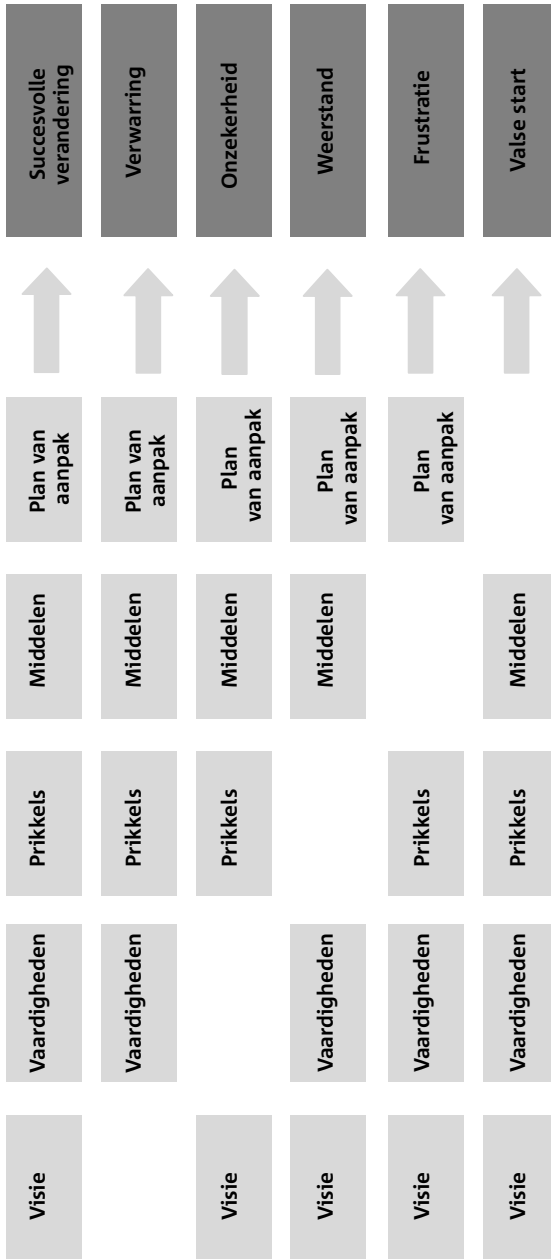 Visie
Vaardigheden
Prikkels
Middelen
Plan van
aanpak
Succesvolle
verandering
Vaardigheden
Prikkels
Middelen
Plan van
aanpak
Verwarring
Visie
Prikkels
Middelen
Plan
van aanpak
Onzekerheid
Visie
Vaardigheden
Middelen
Plan
van aanpak
Weerstand
Visie
Vaardigheden
Prikkels
Plan
van aanpak
Frustratie
Visie
Vaardigheden
Prikkels
Middelen
Valse start